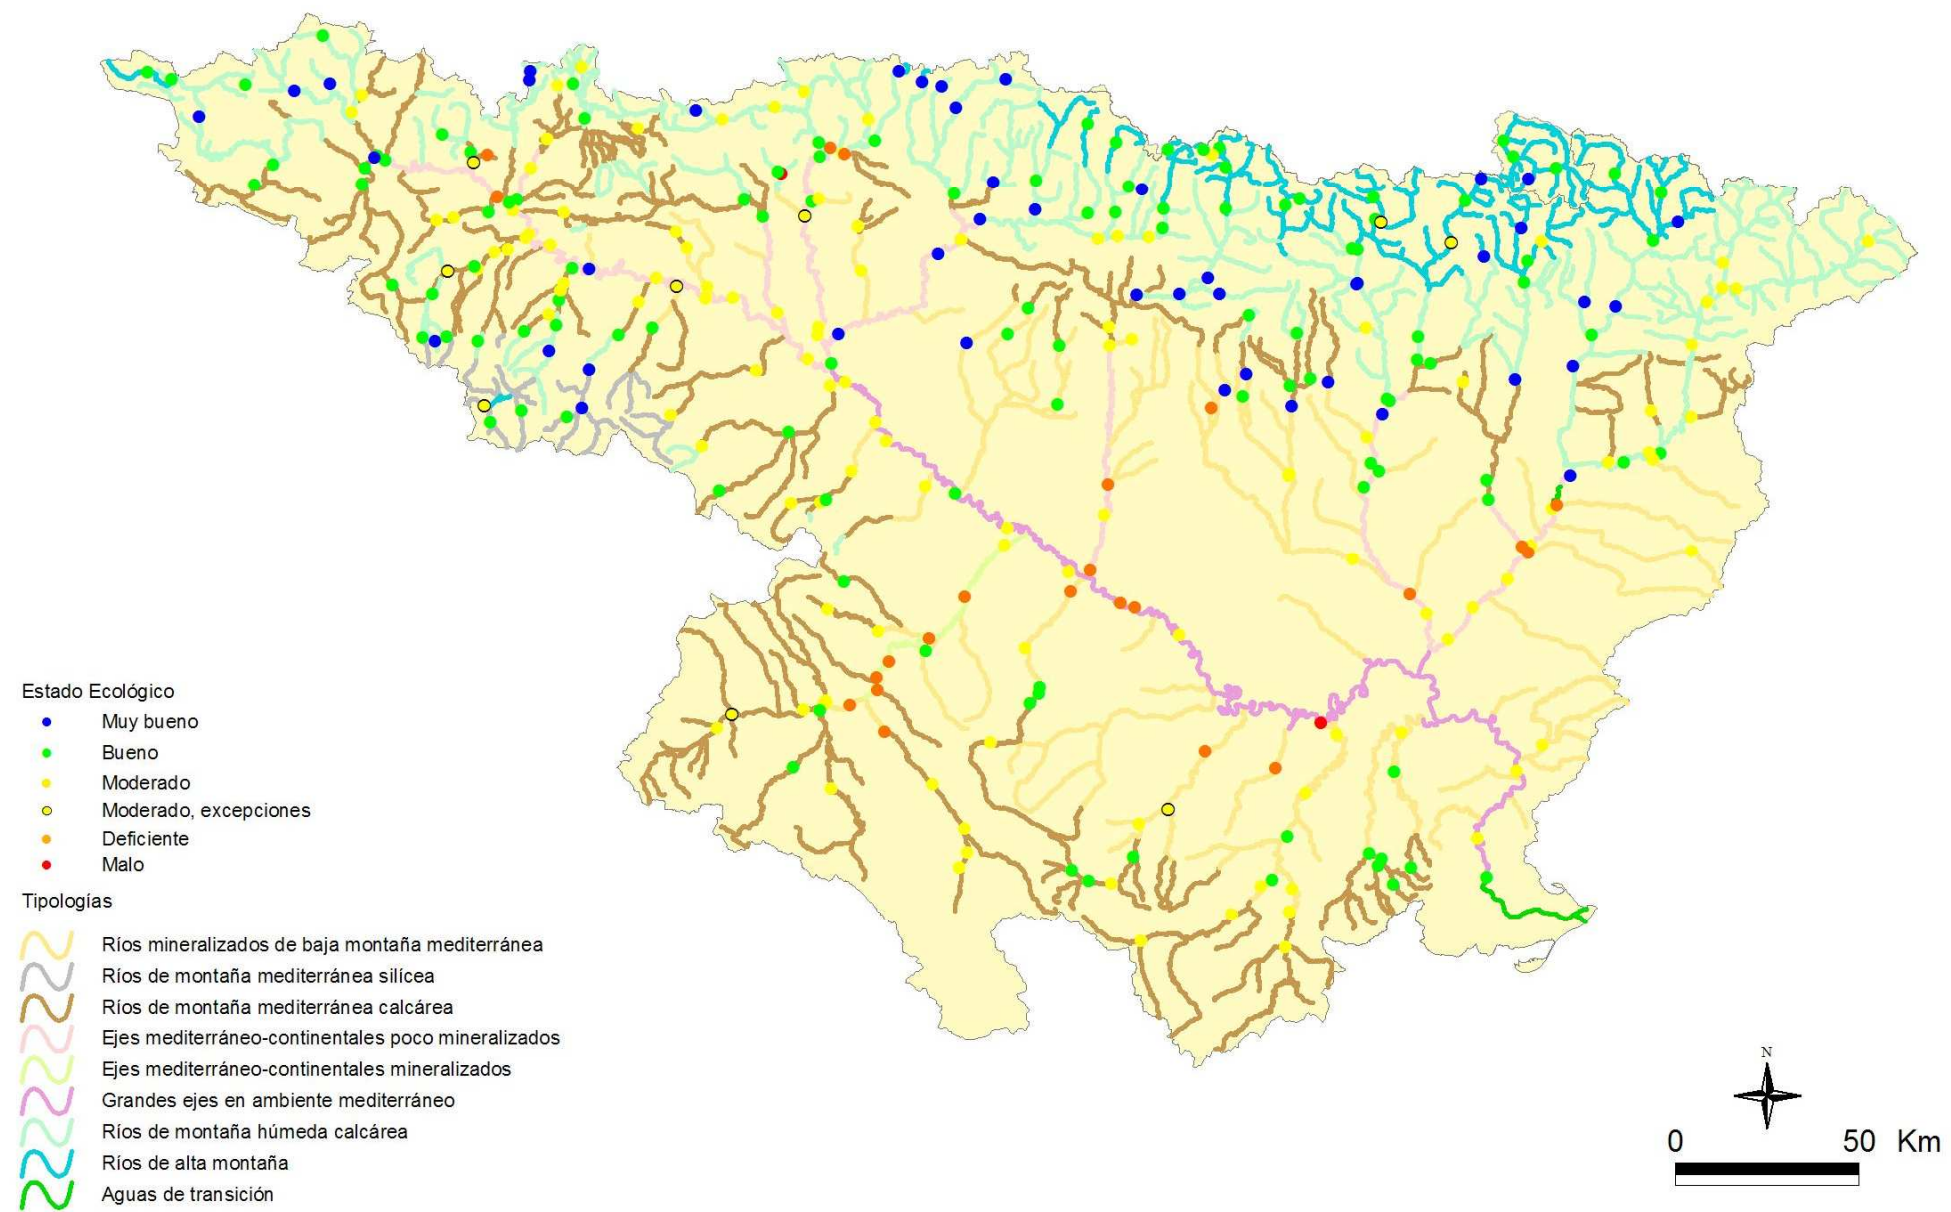 Estado Ecológico
Muy bueno
Bueno
Moderado
Moderado, excepciones
Deficiente
Malo
Tipologías
Ríos mineralizados de baja montaña mediterránea
Ríos de montaña mediterránea silícea
Ríos de montaña mediterránea calcárea
Ejes mediterráneo-continentales poco mineralizados
Ejes mediterráneo-continentales mineralizados
Grandes ejes en ambiente mediterráneo
Ríos de montaña húmeda calcárea
Ríos de alta montaña
Aguas de transición
N
0 50 Km